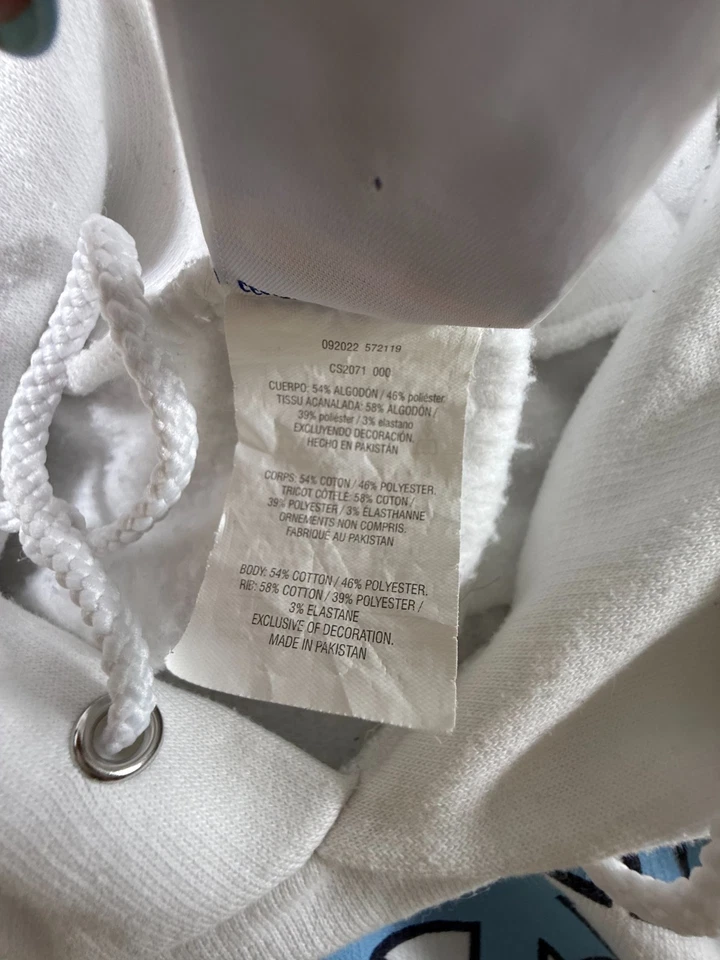 092022 572119
CS2071 000
CUERPO: 54% ALGODÓN / 46% poliéster.
TISSU ACANALADA: 58% ALGODÓN /
39% poliéster / 3% elastano
EXCLUYENDO DECORACIÓN.
HECHO EN PAKISTÁN
CORPS: 54% COTON / 46% POLYESTER.
TRICOT CÔTELÉ: 58% COTON /
39% POLYESTER / 3% ÉLASTHANNE
ORNEMENTS NON COMPRIS.
FABRIQUÉ AU PAKISTAN
BODY: 54% COTTON / 46% POLYESTER.
RIB: 58% COTTON / 39% POLYESTER /
3% ELASTANE
EXCLUSIVE OF DECORATION.
MADE IN PAKISTAN